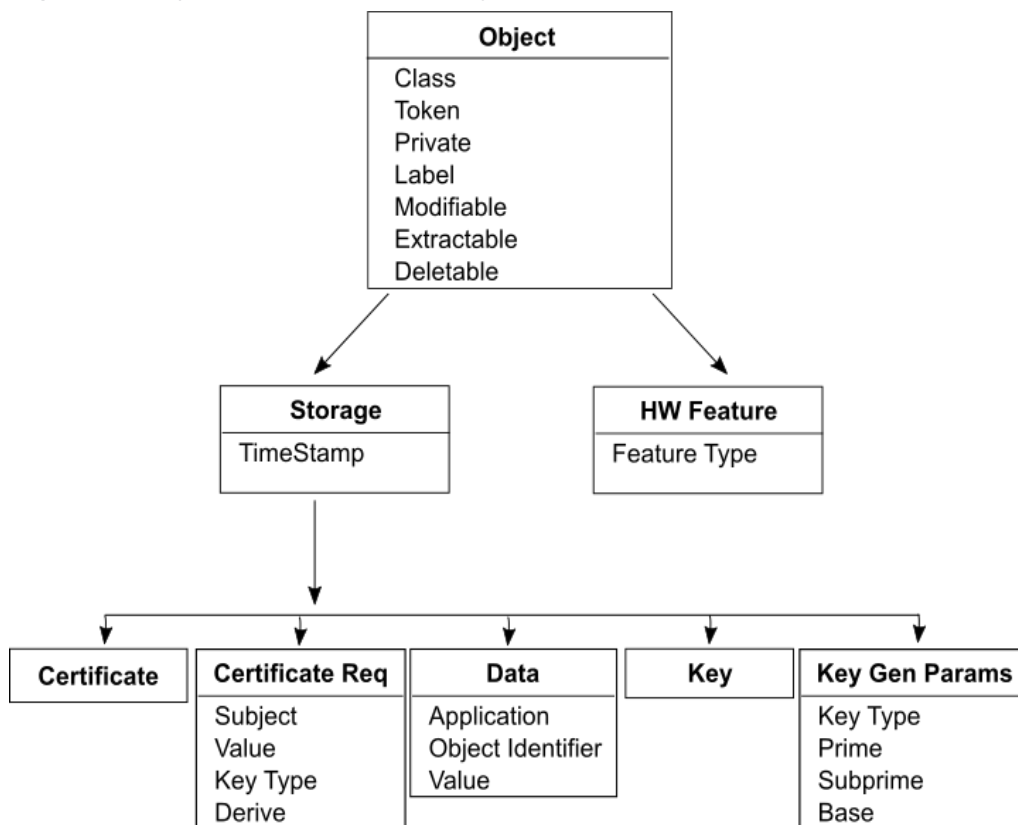 Object
Class
Token
Private
Label
Modifiable
Extractable
Deletable
Storage
TimeStamp
HW Feature
Feature Type
Certificate
Certificate Req
Subject
Value
Key Type
Derive
Data
Application
Object Identifier
Value
Key
Key Gen Params
Key Type
Prime
Subprime
Base